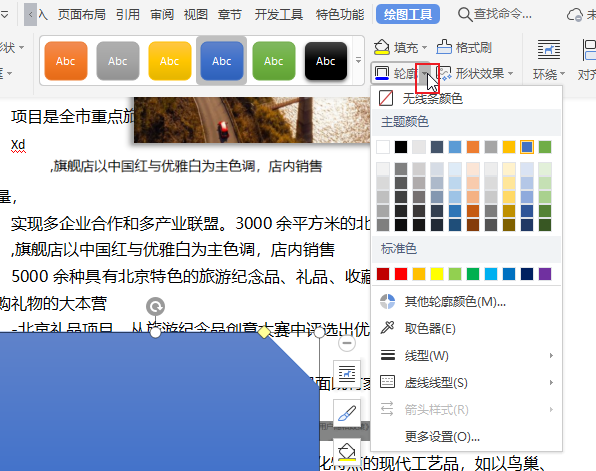 入 页面布局 引用 审阅 视图 章节 开发工具 特色功能 绘图工具 查找命令... 未
形状 Abc Abc Abc Abc Abc Abc 填充 格式刷
框 轮廓 形状效果 环绕 对齐
无线条颜色
主题颜色
标准色
其他轮廓颜色(M)...
取色器(E)
线型(W)
虚线线型(S)
箭头样式(R)
更多设置(O)...
项目是全市重点旅
Xd
,旗舰店以中国红与优雅白为主色调，店内销售
量，
实现多企业合作和多产业联盟。3000 余平方米的北
,旗舰店以中国红与优雅白为主色调，店内销售
5000 余种具有北京特色的旅游纪念品、礼品、收藏
购礼物的大本营
-北京礼品项目，从旅游纪念品创意大赛中评选出优
的现代工艺品，如以鸟巢、